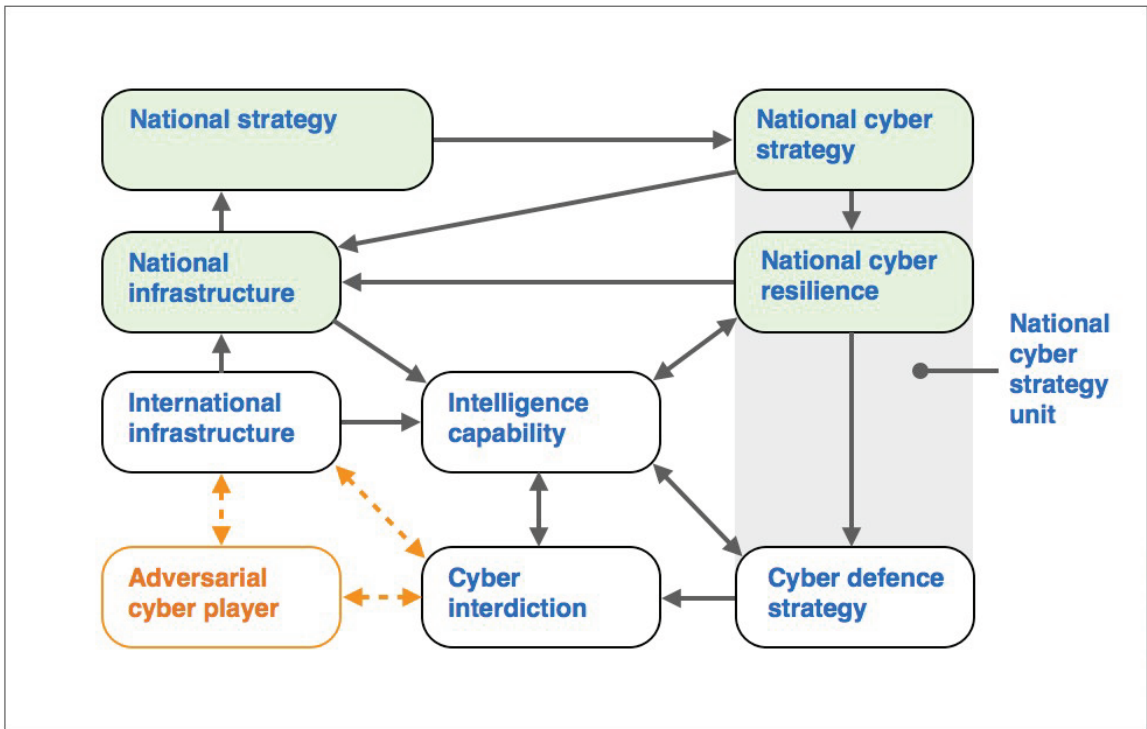 National strategy
National cyber
strategy
National
infrastructure
National cyber
resilience
National
cyber
strategy
unit
International
infrastructure
Intelligence
capability
Adversarial
cyber player
Cyber
interdiction
Cyber defence
strategy